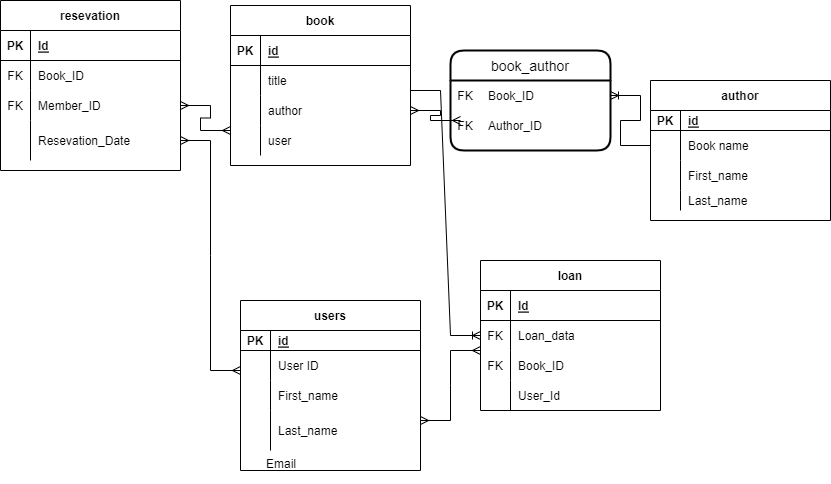 resevation
PK Id
FK Book_ID
FK Member_ID
Resevation_Date
book
PK id
title
author
user
book_author
FK Book_ID
FK Author_ID
author
PK id
Book name
First_name
Last_name
users
PK id
User ID
First_name
Last_name
Email
loan
PK Id
FK Loan_data
FK Book_ID
User_Id